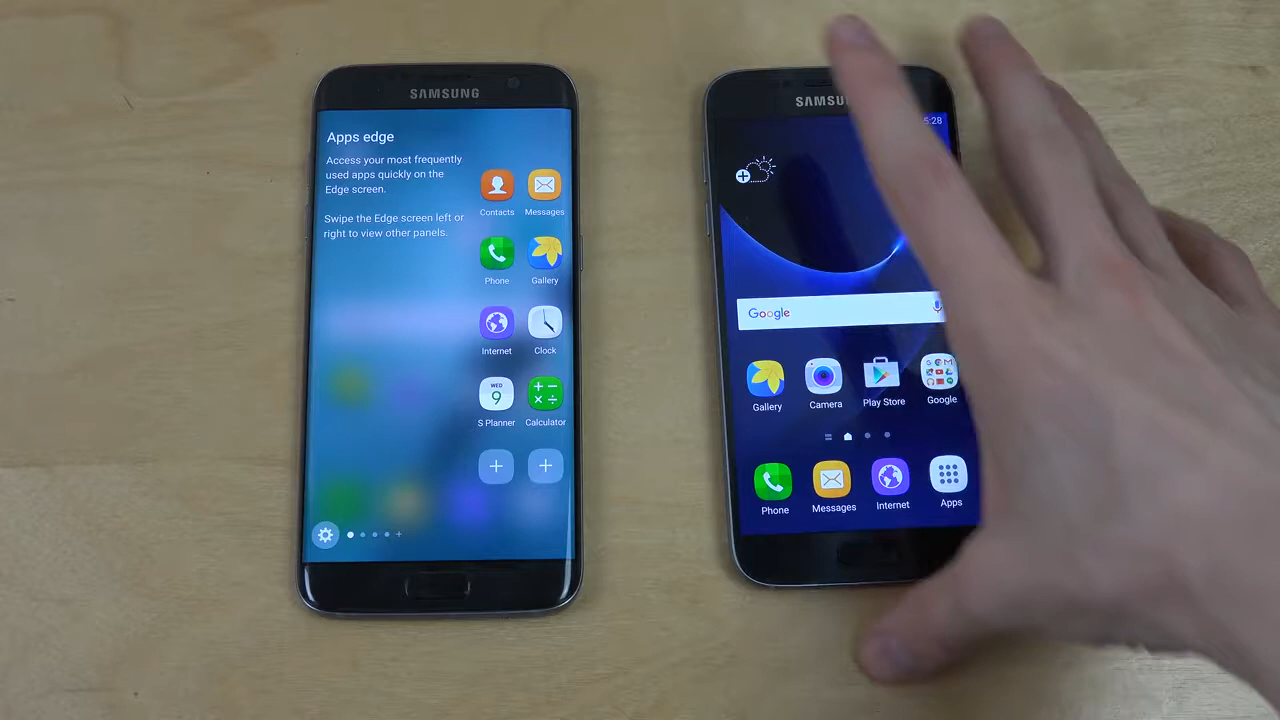 SAMSUNG
Apps edge
Access your most frequently
used apps quickly on the
Edge screen.
Swipe the Edge screen left or
right to view other panels.
Contacts Messages
Phone Gallery
Internet Clock
WED
9
S Planner Calculator
SAMSU
5:28
Google
Gallery Camera Play Store Google
Phone Messages Internet Apps